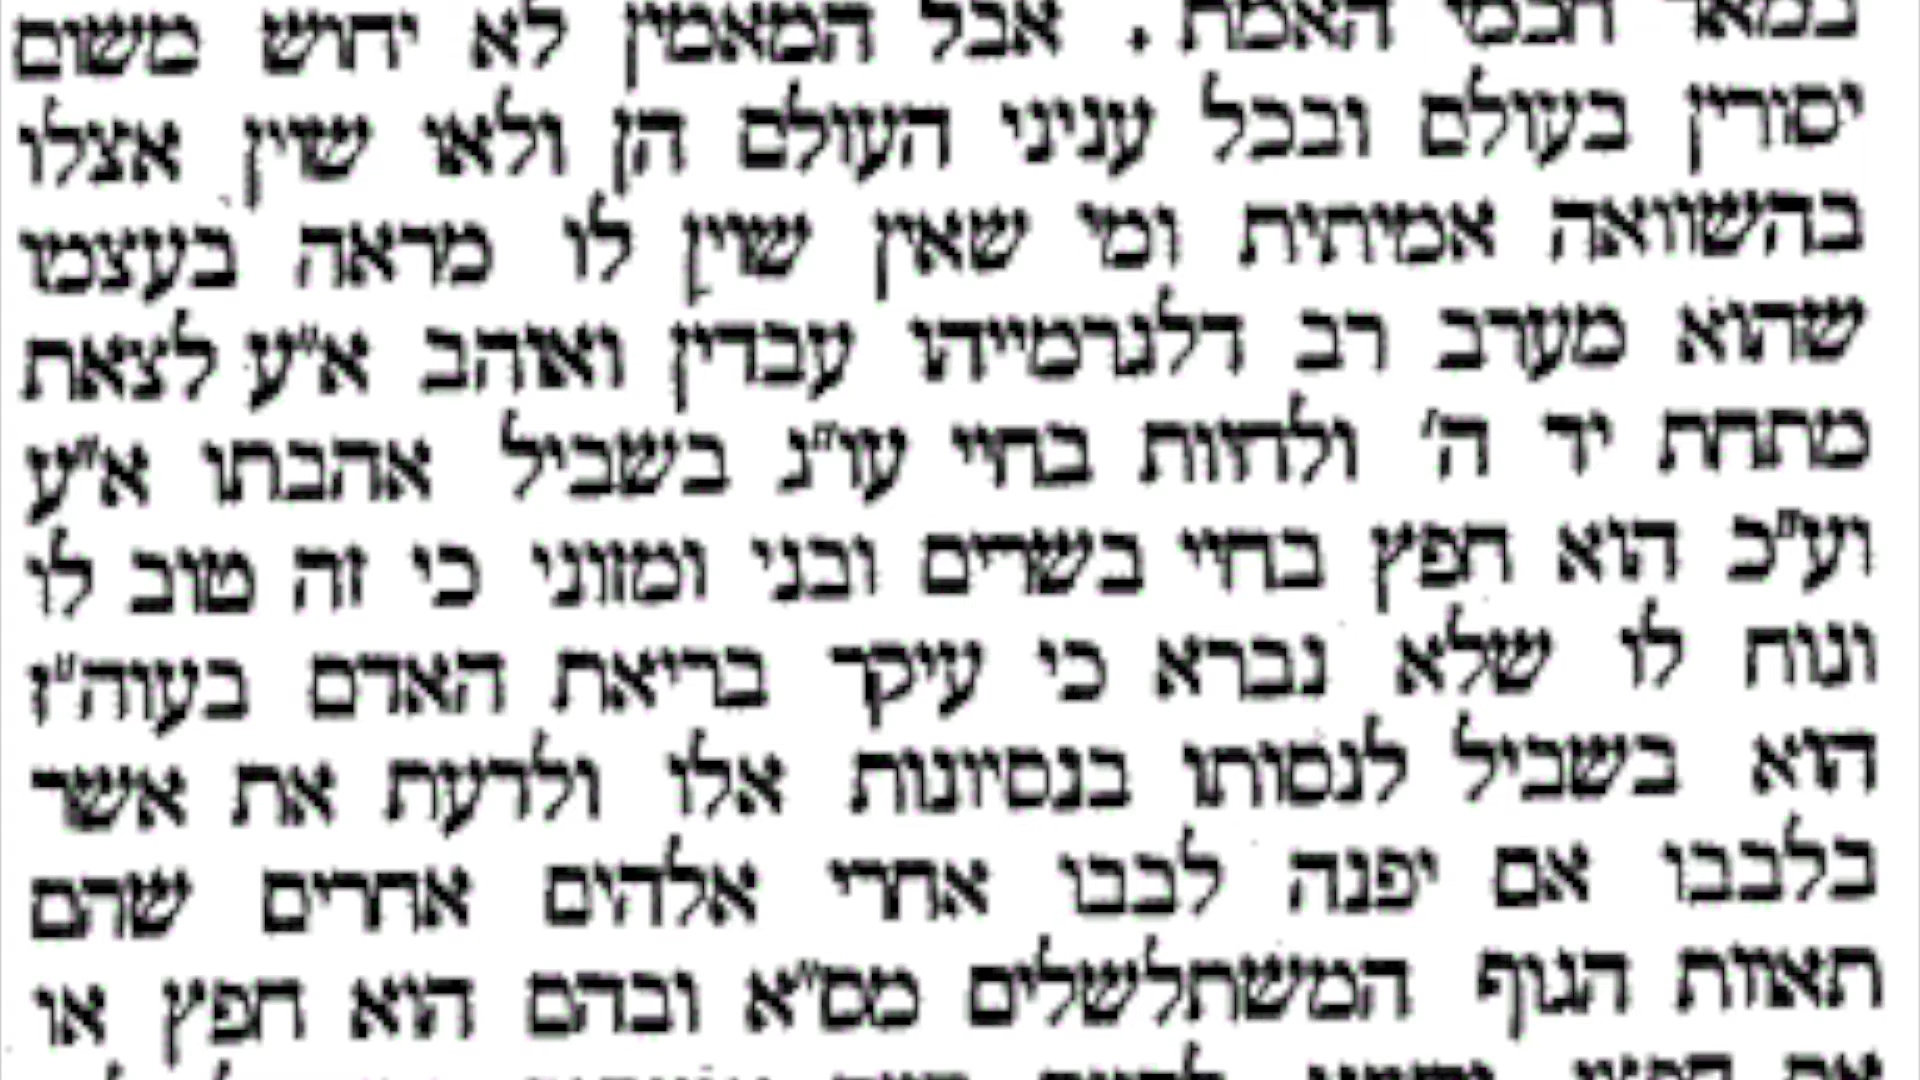 במאד חכמי האמת. אבל המאמין לא יחוש משום
יסורין בעולם ובכל עניני העולם הן ולאו שוין אצלו
בהשוואה אמיתית ומי שאין שוין לו מראה בעצמו
שהוא מערב רב דלגרמייהו עבדין ואוהב א"ע לצאת
מתחת יד ה' ולחות בחיי עו"ג בשביל אהבתו א"ע
וע"כ הוא חפץ בחיי בשרים ובני ומזוני כי זה טוב לו
ונוח לו שלא נברא כי עיקר בריאת האדם בעוה"ז
הוא בשביל לנסותו בנסיונות אלו ולדעת את אשר
בלבבו אם יפנה לבבו אחרי אלהים אחרים שהם
תאוות הגוף המשתלשלים מס"א ובהם הוא חפץ או